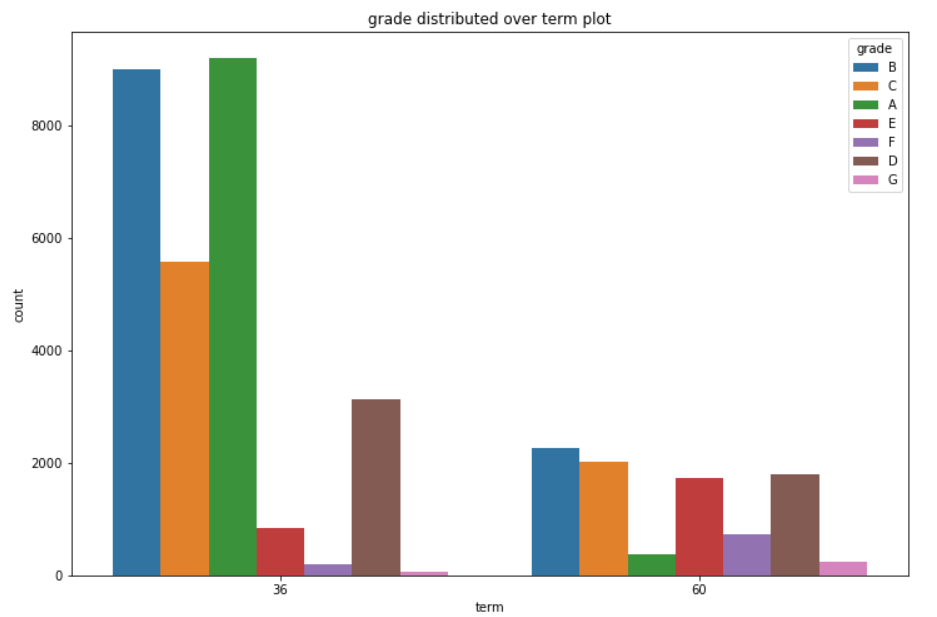 grade distributed over term plot
grade
B
C
A
E
F
D
G
8000
6000
4000
2000
0
count
36
60
term